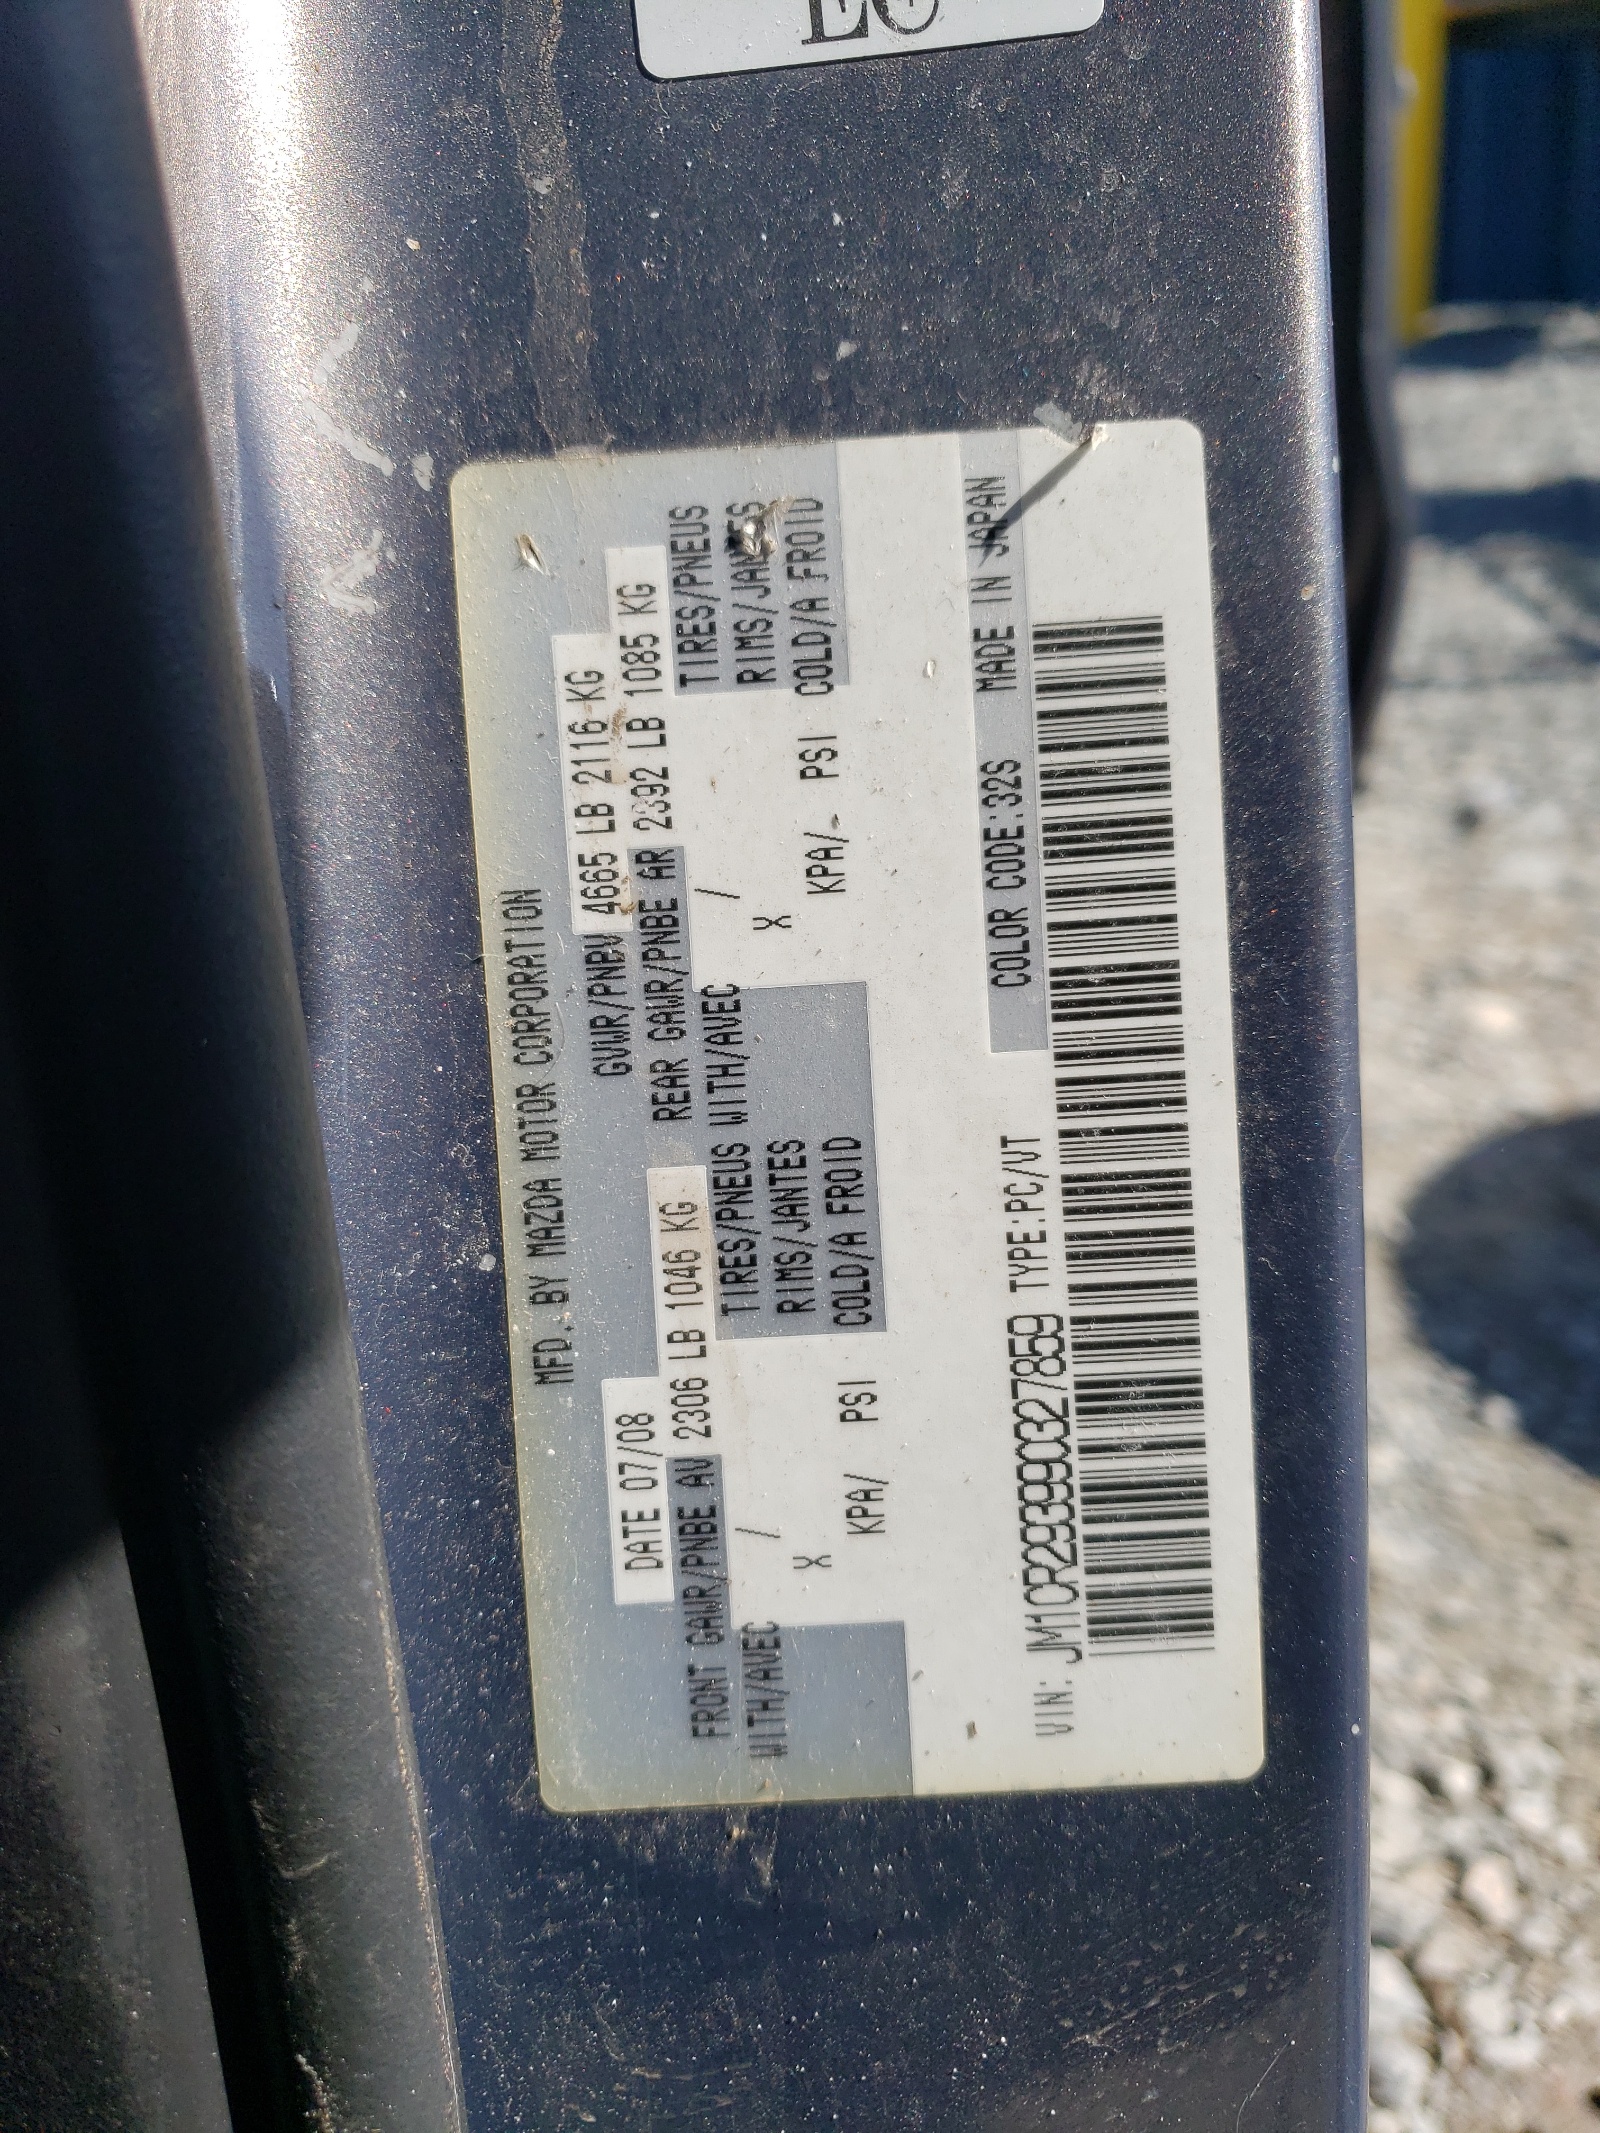 MFD. BY MAZDA MOTOR CORPORATION
DATE 07/08 GVWR/PNBV 4665 LB 2116 KG
FRONT GAWR/PNBE AV 2306 LB 1046 KG REAR GAWR/PNBE AR 2392 LB 1085 KG
WITH/AVEC / TIRES/PNEUS WITH/AVEC / TIRES/PNEUS
X RIMS/JANTES X RIMS/JANTES
KPA/ PSI COLD/A FROID KPA/- PSI COLD/A FROID
COLOR CODE:32S MADE IN JAPAN
VIN: JM1CR293990327859 TYPE:PC/VT